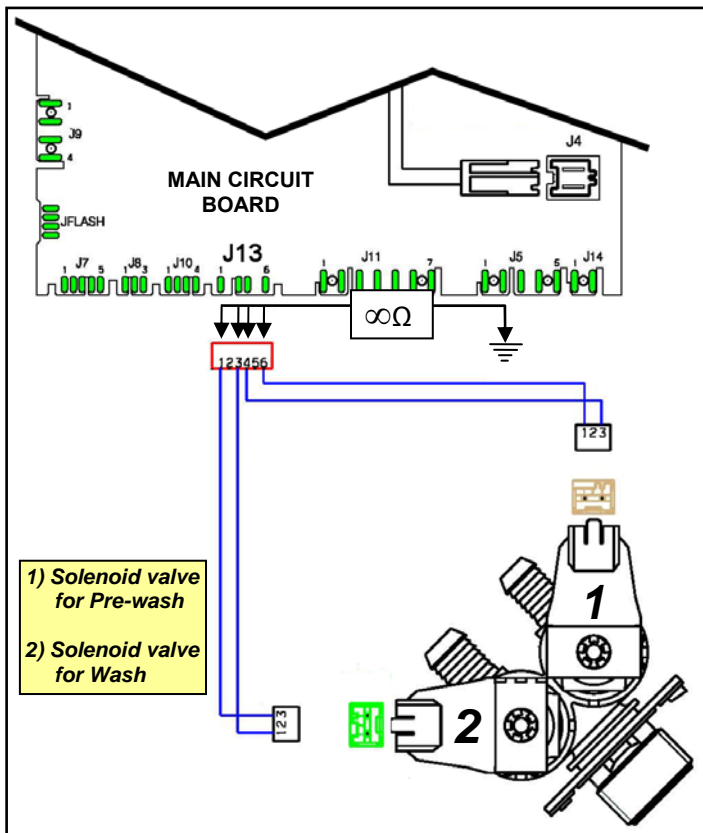 J4
1
J9
4
MAIN CIRCUIT
BOARD
JFLASH
J7
J8
J10
J13
J11
J5
J14
1 5
1 3
1 4
1 6
1 7
1 5
1
∞Ω
123456
123
1
1) Solenoid valve
for Pre-wash
2) Solenoid valve
for Wash
123
2